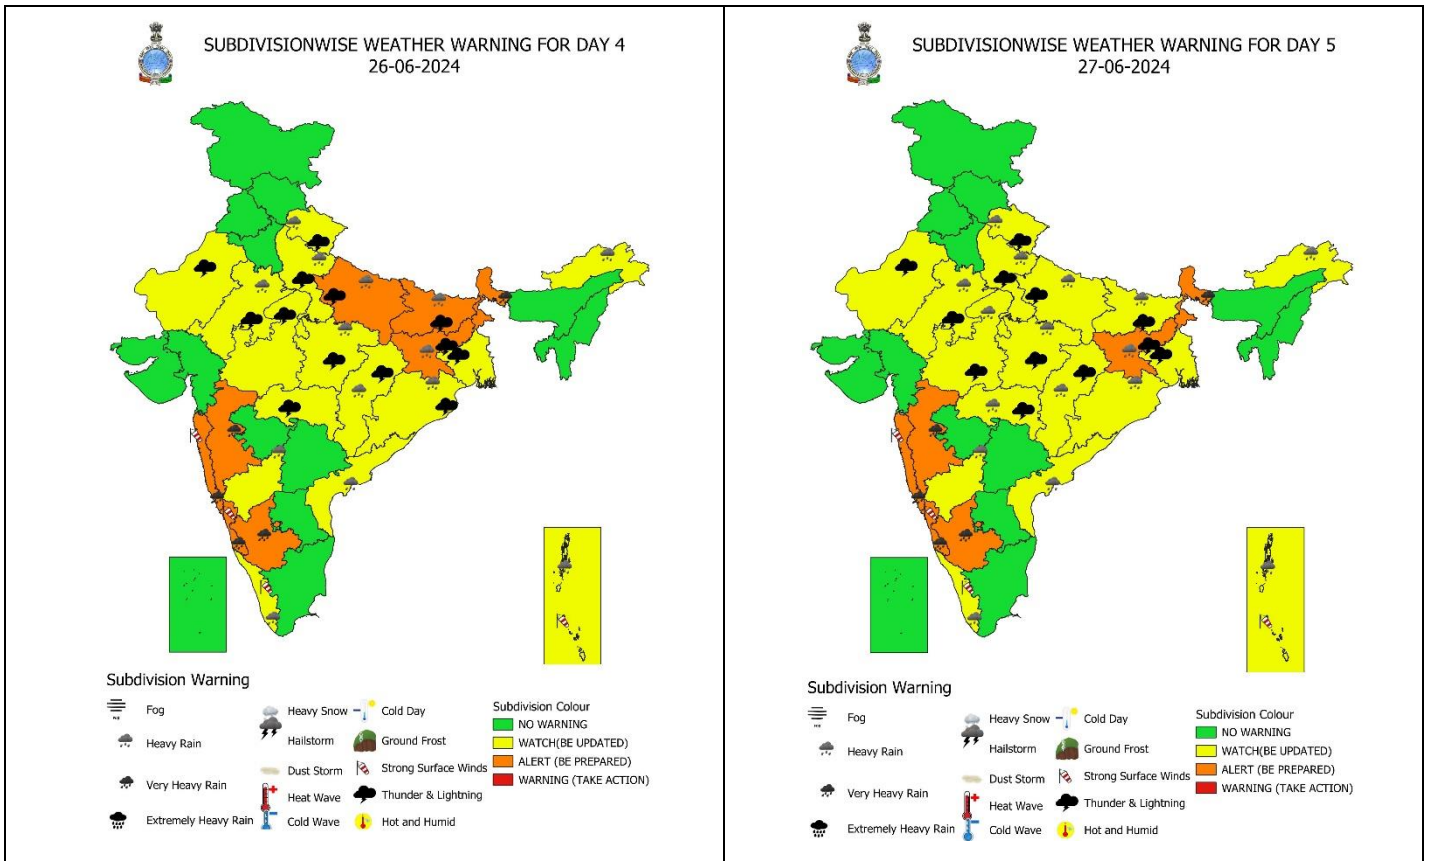 SUBDIVISIONWISE WEATHER WARNING FOR DAY 4
26-06-2024
Subdivision Warning
Fog
Heavy Rain
Very Heavy Rain
Extremely Heavy Rain
Heavy Snow
Hailstorm
Dust Storm
Heat Wave
Cold Wave
Cold Day
Ground Frost
Strong Surface Winds
Thunder & Lightning
Hot and Humid
Subdivision Colour
NO WARNING
WATCH(BE UPDATED)
ALERT (BE PREPARED)
WARNING (TAKE ACTION)
SUBDIVISIONWISE WEATHER WARNING FOR DAY 5
27-06-2024
Subdivision Warning
Fog
Heavy Rain
Very Heavy Rain
Extremely Heavy Rain
Heavy Snow
Hailstorm
Dust Storm
Heat Wave
Cold Wave
Cold Day
Ground Frost
Strong Surface Winds
Thunder & Lightning
Hot and Humid
Subdivision Colour
NO WARNING
WATCH(BE UPDATED)
ALERT (BE PREPARED)
WARNING (TAKE ACTION)